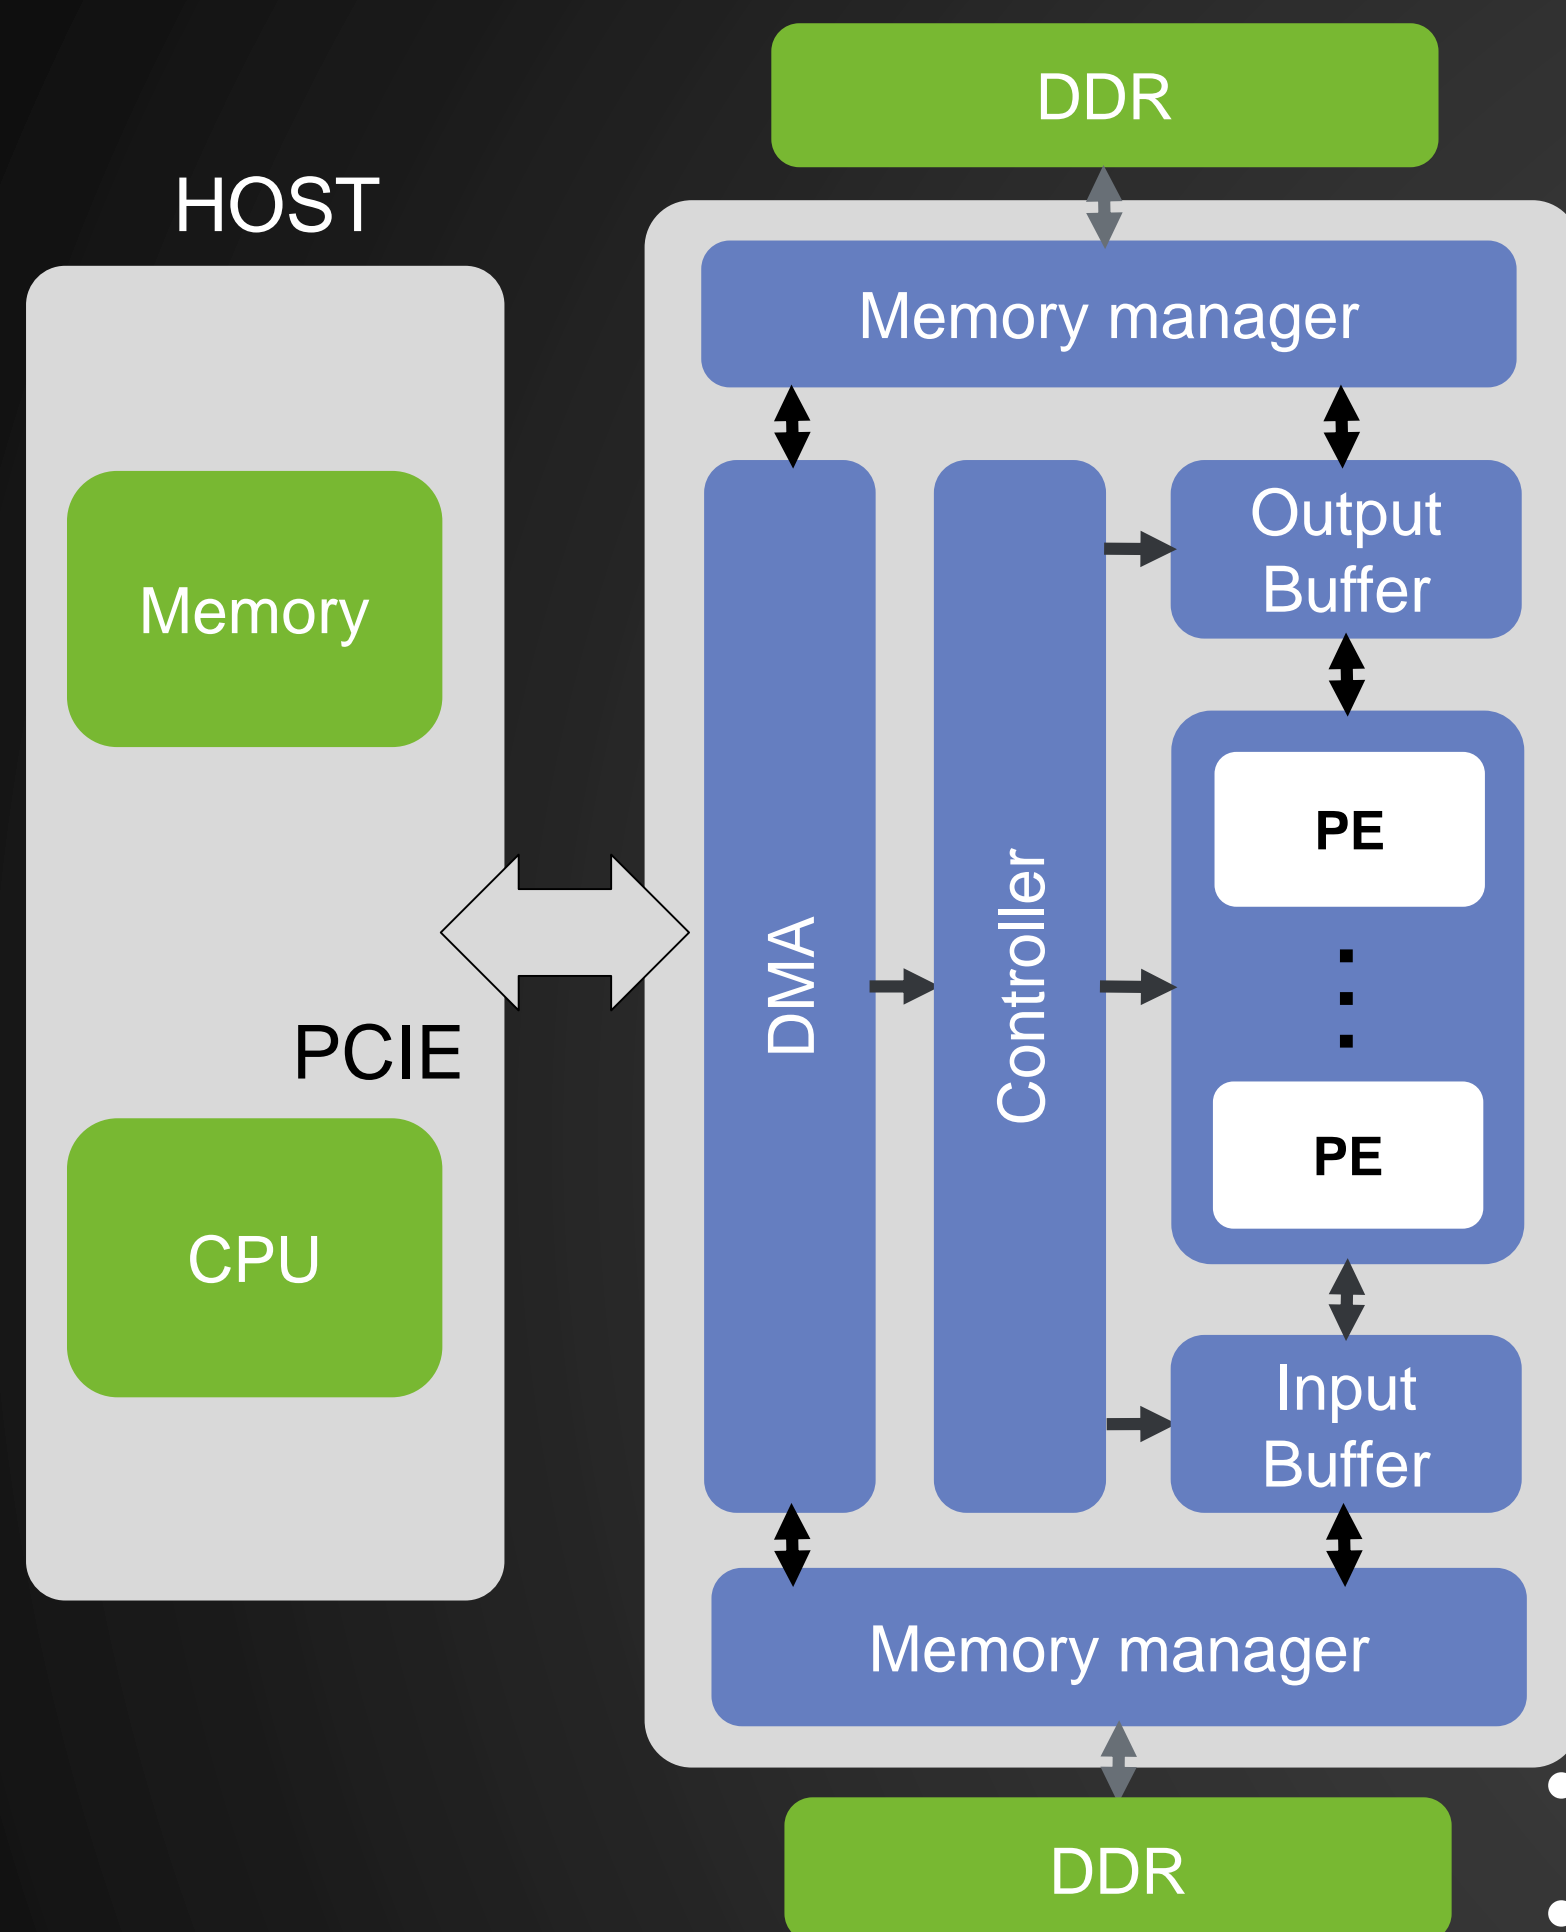 HOST
Memory
PCIE
CPU
DDR
Memory manager
DMA
Controller
Output
Buffer
PE
PE
Input
Buffer
Memory manager
DDR